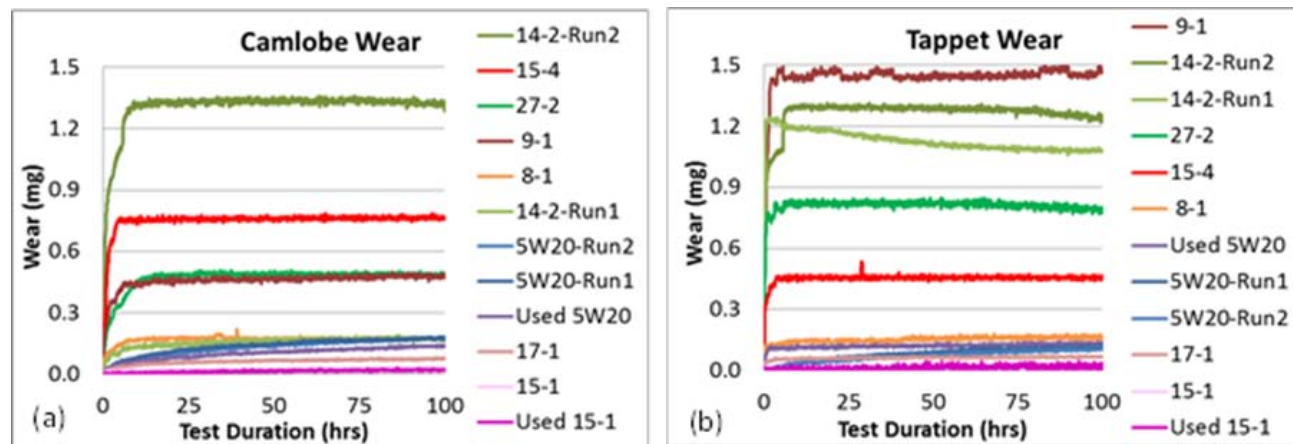 Camlobe Wear
Wear (mg)
1.5
1.2
0.9
0.6
0.3
0.0
0 25 50 75 100
Test Duration (hrs)
(a)
14-2-Run2
15-4
27-2
9-1
8-1
14-2-Run1
5W20-Run2
5W20-Run1
Used 5W20
17-1
15-1
Used 15-1
Tappet Wear
Wear (mg)
1.5
1.2
0.9
0.6
0.3
0.0
0 25 50 75 100
Test Duration (hrs)
(b)
9-1
14-2-Run2
14-2-Run1
27-2
15-4
8-1
Used 5W20
5W20-Run1
5W20-Run2
17-1
15-1
Used 15-1